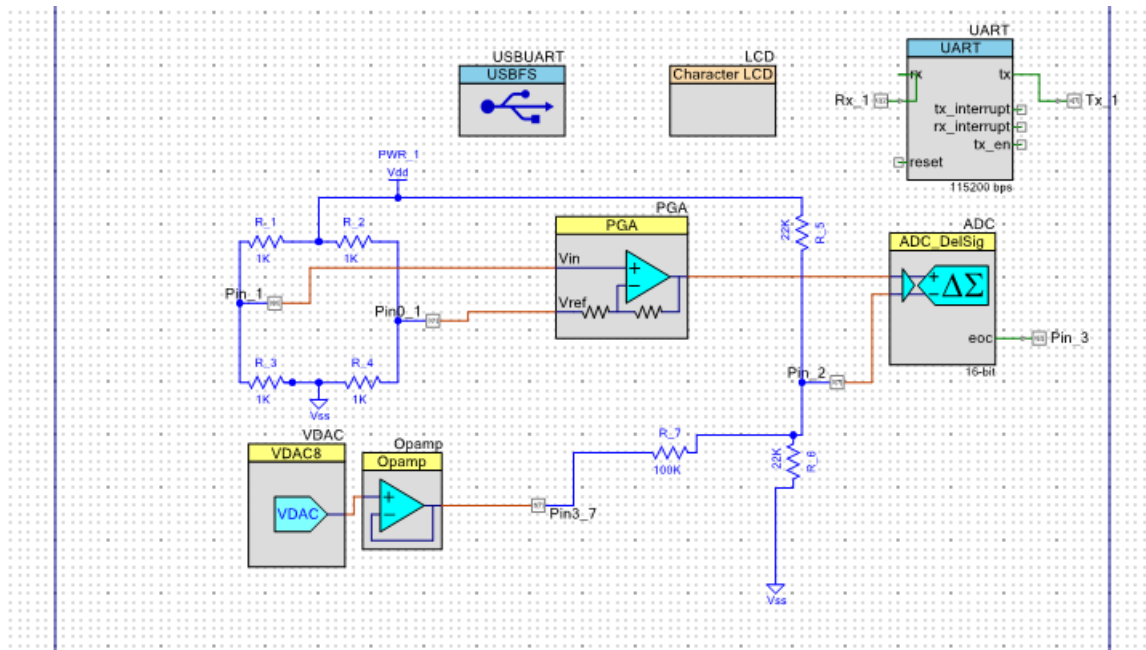 UART
UART
rx
tx
Rx_1
Tx_1
tx_interrupt
rx_interrupt
tx_en
reset
115200 bps
USBUART
USBFS
LCD
Character LCD
PWR_1
Vdd
R_1
1K
R_2
1K
Pin_1
Pin0_1
R_3
1K
R_4
1K
Vss
PGA
PGA
Vin
Vref
22K
R_5
ADC
ADC_DelSig
ΔΣ
eoc
Pin_3
16-bit
Pin_2
VDAC
VDAC8
VDAC
Opamp
Opamp
Pin3_7
R_7
100K
22K
R_6
Vss